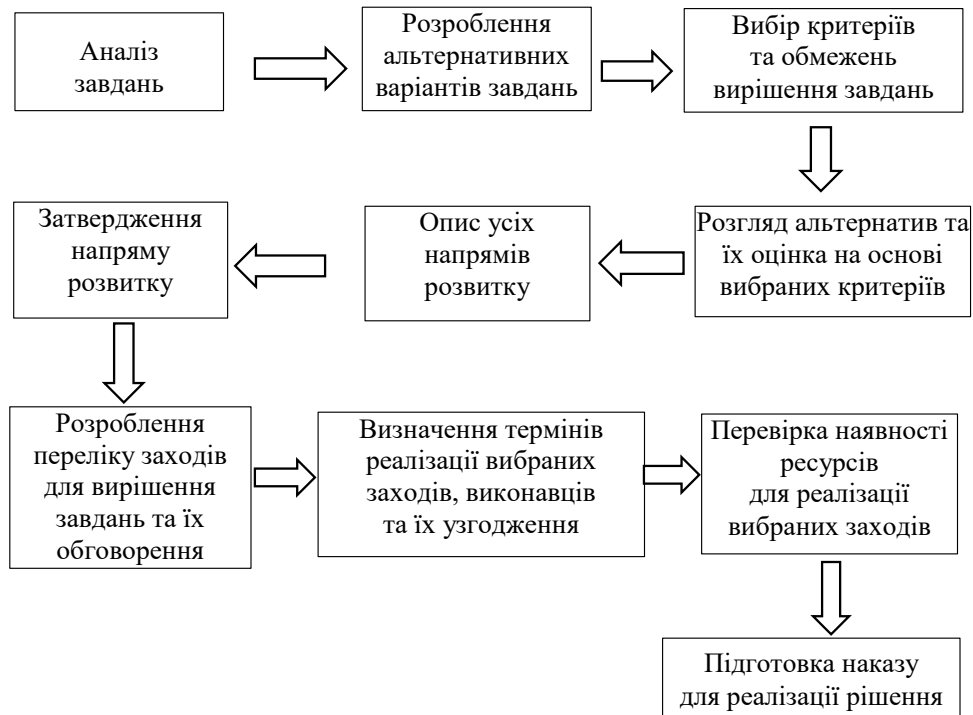 Аналіз
завдань
Розроблення
альтернативних
варіантів завдань
Вибір критеріїв
та обмежень
вирішення завдань
Розгляд альтернатив та
їх оцінка на основі
вибраних критеріїв
Опис усіх
напрямів
розвитку
Затвердження
напряму
розвитку
Розроблення
переліку заходів
для вирішення
завдань та їх
обговорення
Визначення термінів
реалізації вибраних
заходів, виконавців
та їх узгодження
Перевірка наявності
ресурсів
для реалізації
вибраних заходів
Підготовка наказу
для реалізації рішення